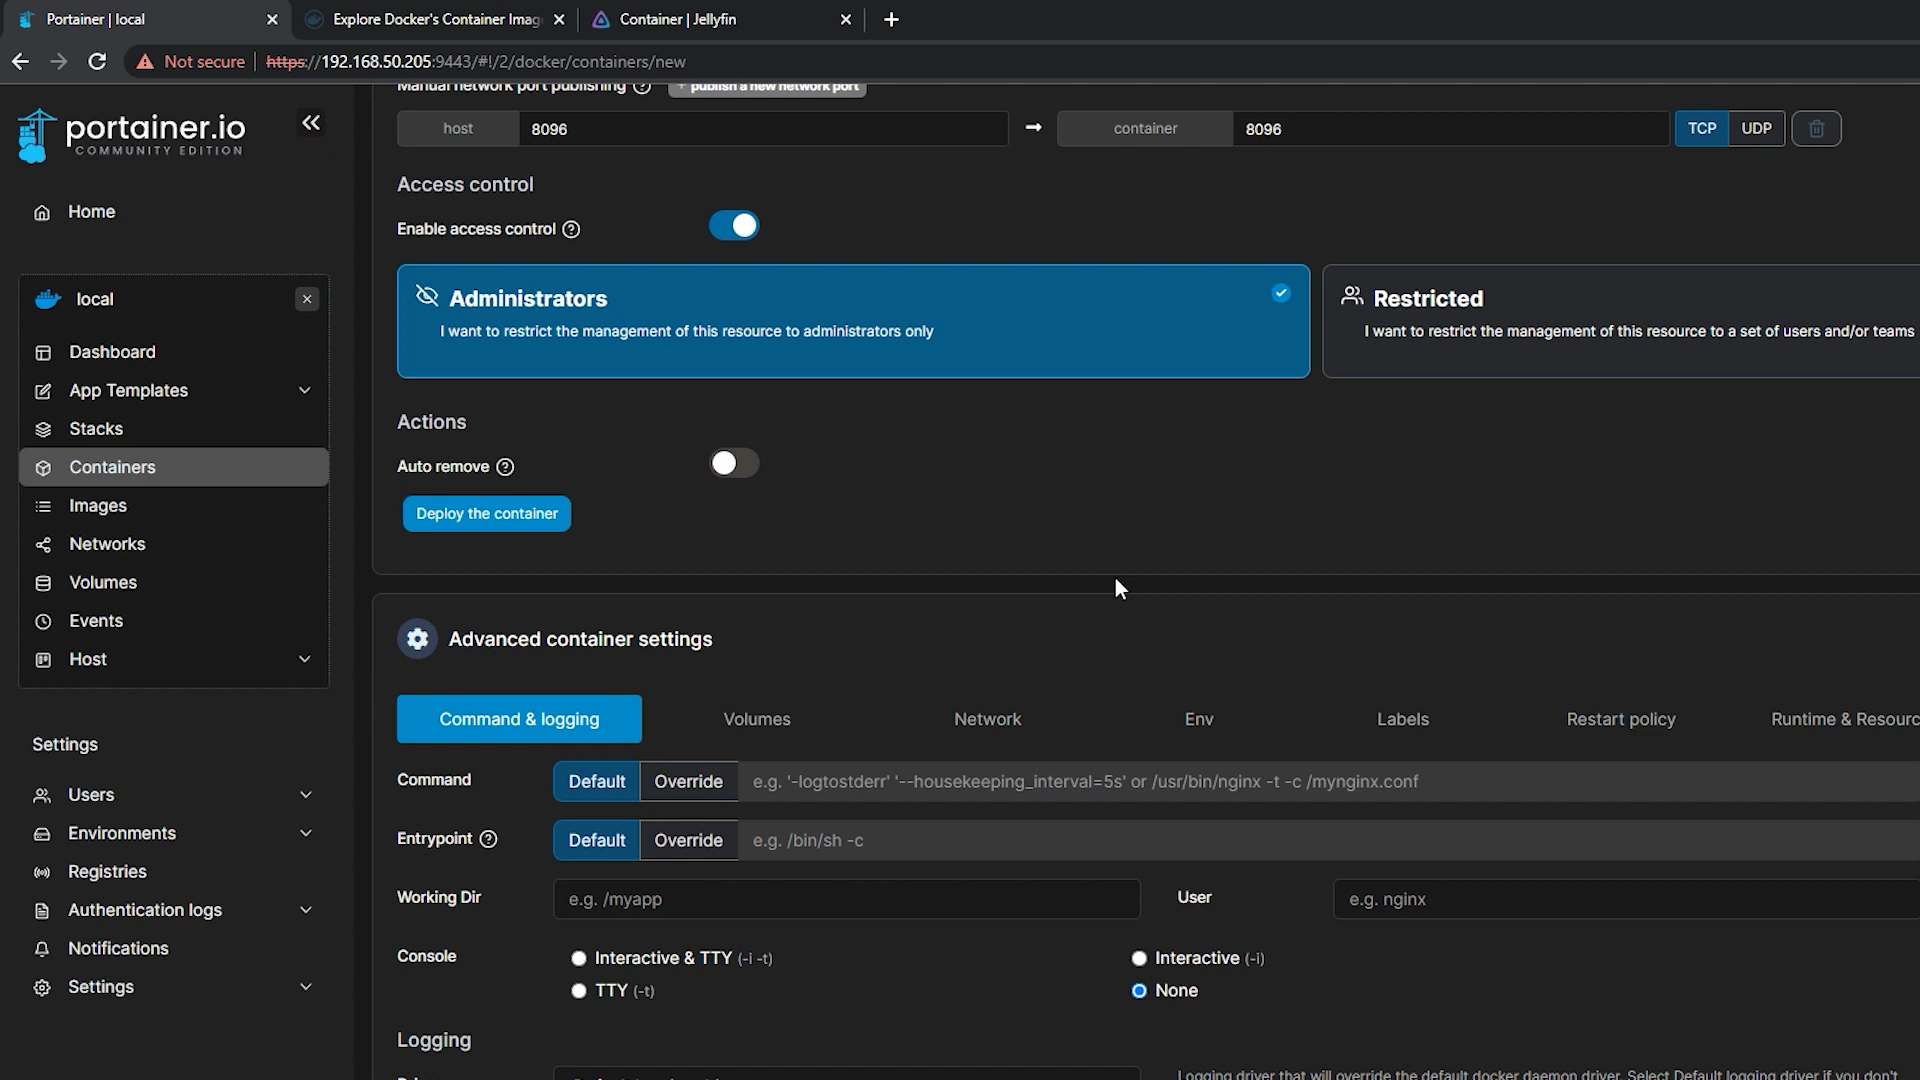 Portainer | local
Explore Docker's Container Imag
Container | Jellyfin
Not secure
https://192.168.50.205:9443/#!/2/docker/containers/new
portainer.io
COMMUNITY EDITION
Home
local
Dashboard
App Templates
Stacks
Containers
Images
Networks
Volumes
Events
Host
Settings
Users
Environments
Registries
Authentication logs
Notifications
Settings
Manual network port publishing
+ publish a new network port
host
8096
→
container
8096
TCP
UDP
Access control
Enable access control
Administrators
I want to restrict the management of this resource to administrators only
Restricted
I want to restrict the management of this resource to a set of users and/or teams
Actions
Auto remove
Deploy the container
Advanced container settings
Command & logging
Volumes
Network
Env
Labels
Restart policy
Runtime & Resourc
Command
Default
Override
e.g. '-logtostderr' '--housekeeping_interval=5s' or /usr/bin/nginx -t -c /mynginx.conf
Entrypoint
Default
Override
e.g. /bin/sh -c
Working Dir
e.g. /myapp
User
e.g. nginx
Console
Interactive & TTY (-i -t)
Interactive (-i)
TTY (-t)
None
Logging
Logging driver that will override the default docker daemon driver. Select Default logging driver if you don't